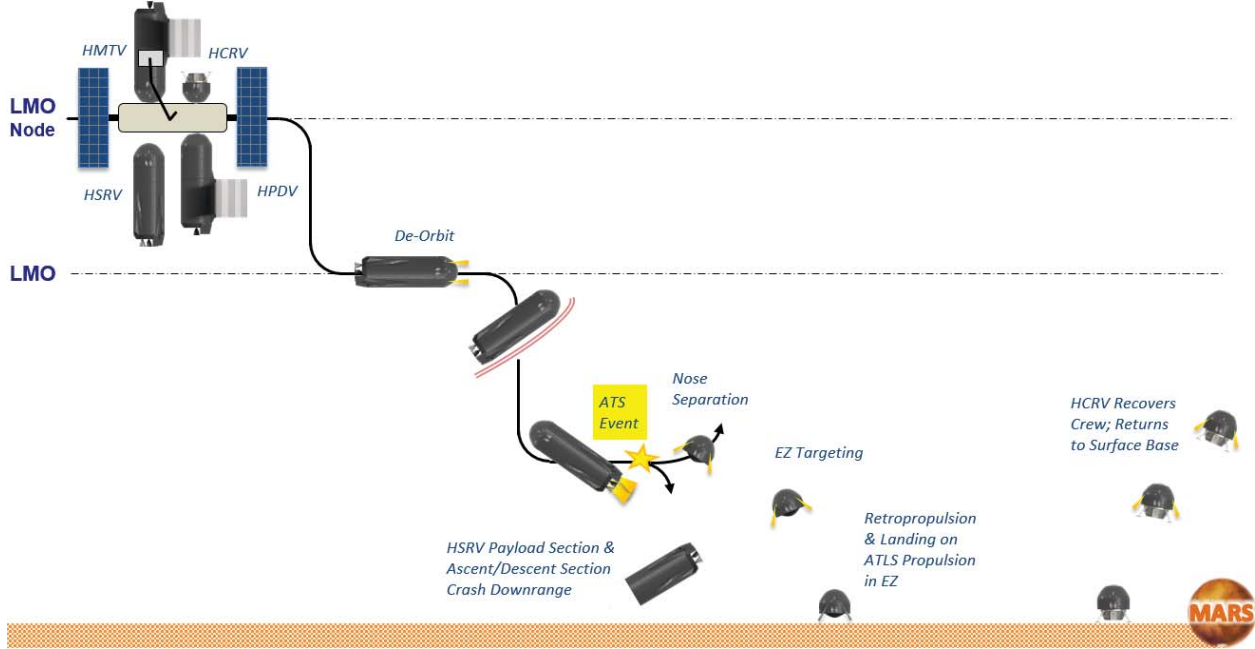 HMTV
HCRV
LMO
Node
HSRV
HPDV
De-Orbit
LMO
ATS
Event
Nose
Separation
EZ Targeting
HCRV Recovers
Crew; Returns
to Surface Base
HSRV Payload Section &
Ascent/Descent Section
Crash Downrange
Retropropulsion
& Landing on
ATLS Propulsion
in EZ
MARS